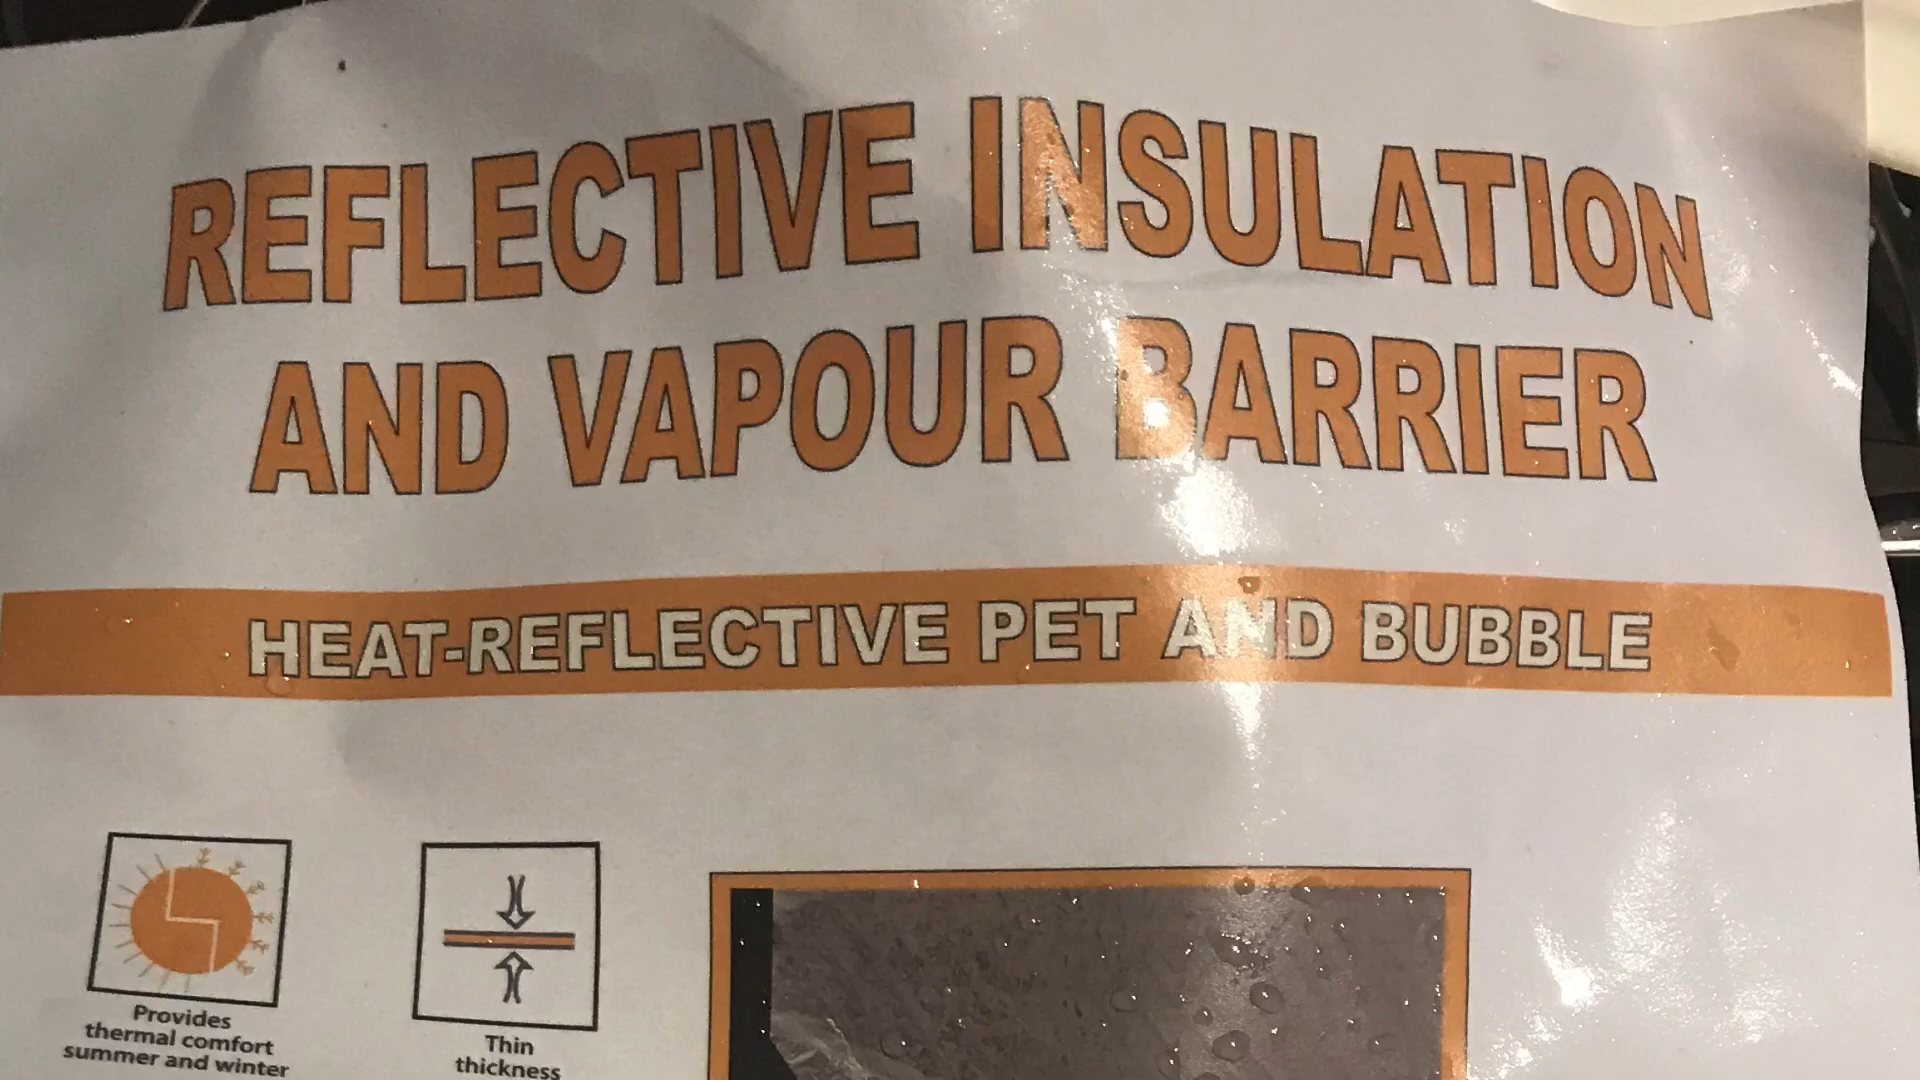 REFLECTIVE INSULATION
AND VAPOUR BARRIER
HEAT-REFLECTIVE PET AND BUBBLE
Provides
thermal comfort
summer and winter
Thin
thickness